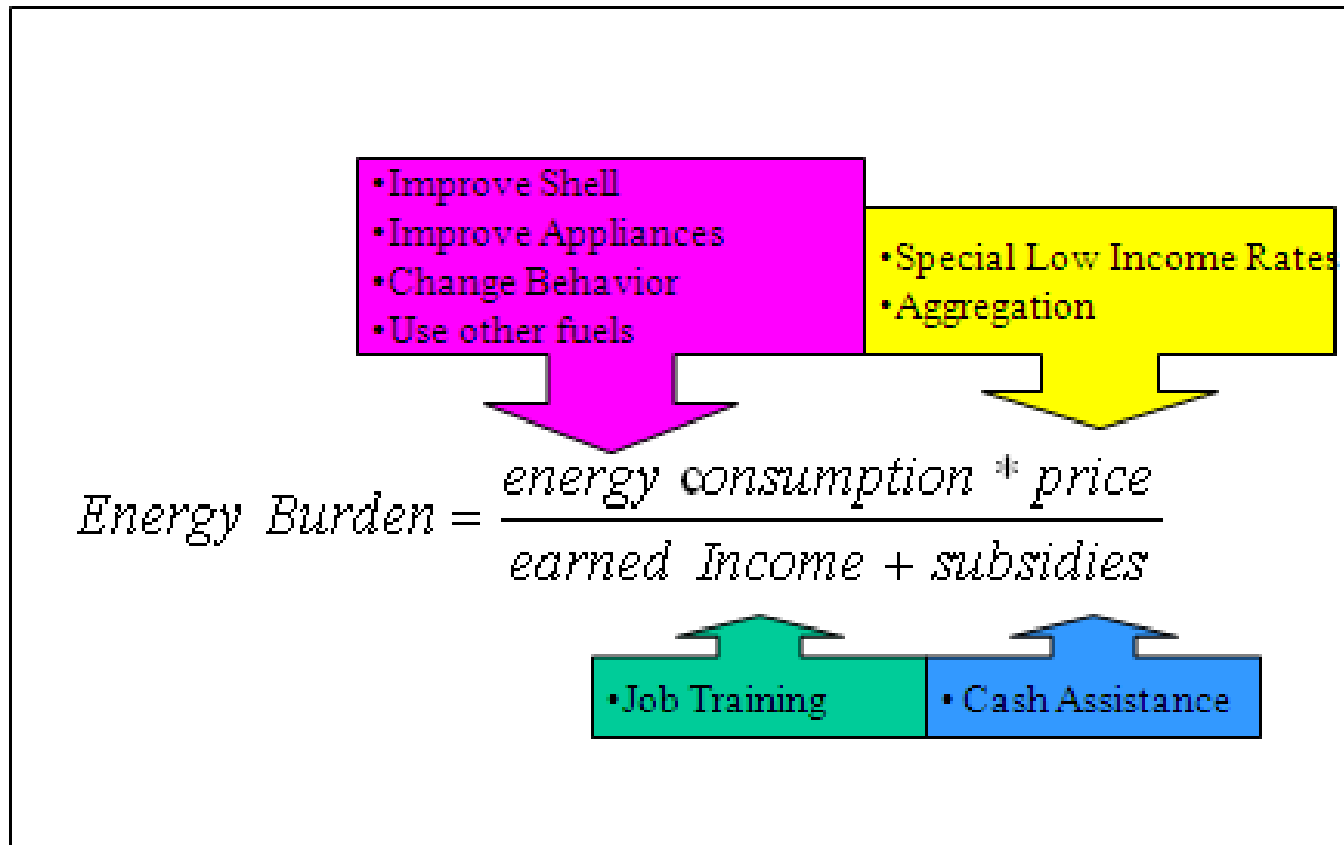 •Improve Shell
•Improve Appliances
•Change Behavior
•Use other fuels
•Special Low Income Rates
•Aggregation
Energy Burden = energy consumption * price
earned Income + subsidies
•Job Training
• Cash Assistance